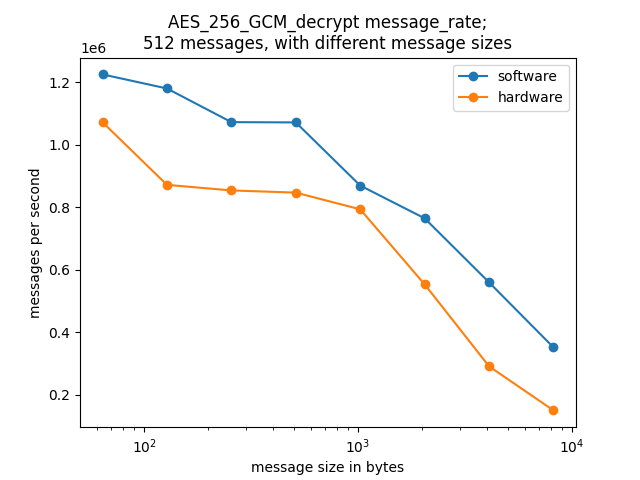 AES_256_GCM_decrypt message_rate;
512 messages, with different message sizes
1e6
software
hardware
1.2
1.0
0.8
0.6
0.4
0.2
messages per second
10²
10³
10⁴
message size in bytes